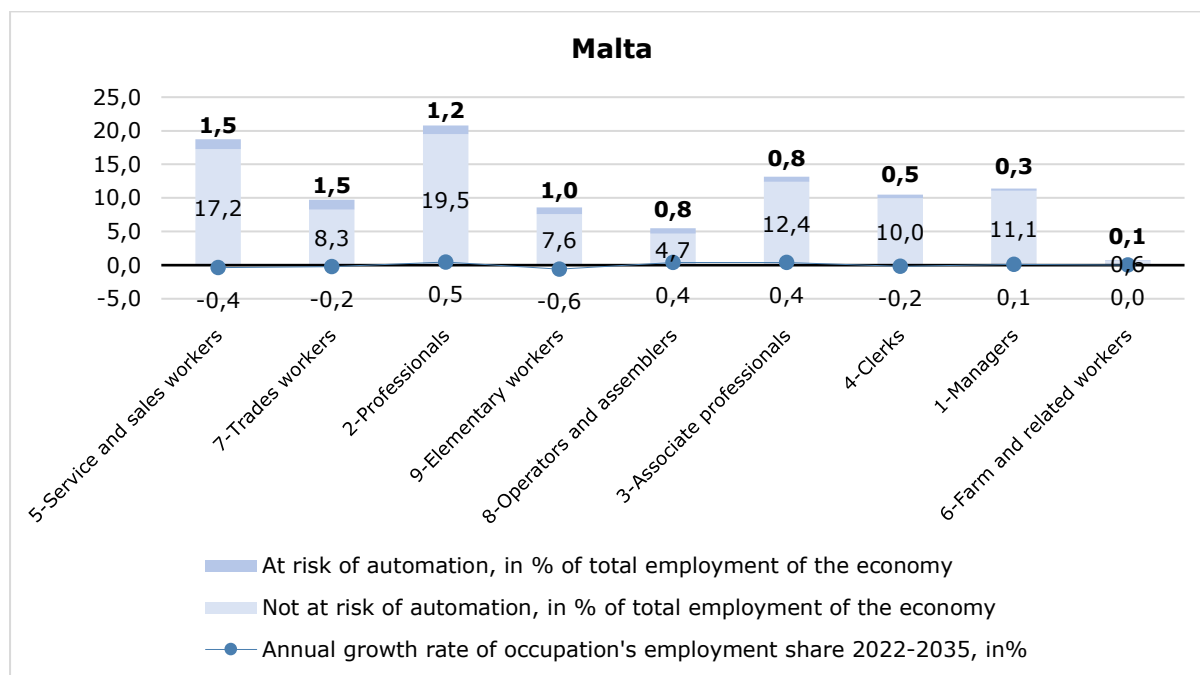 Malta
25,0
20,0
15,0
10,0
5,0
0,0
-5,0
1,5 1,5 1,2 1,0 0,8 0,8 0,5 0,3 0,1
17,2 8,3 19,5 7,6 4,7 12,4 10,0 11,1 0,6
-0,4 -0,2 0,5 -0,6 0,4 0,4 -0,2 0,1 0,0
5-Service and sales workers
7-Trades workers
2-Professionals
9-Elementary workers
8-Operators and assemblers
3-Associate professionals
4-Clerks
1-Managers
6-Farm and related workers
At risk of automation, in % of total employment of the economy
Not at risk of automation, in % of total employment of the economy
Annual growth rate of occupation's employment share 2022-2035, in%